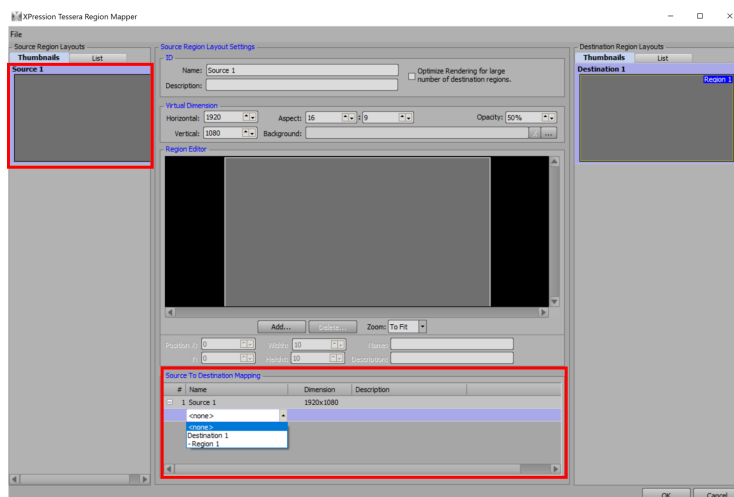 XPression Tessera Region Mapper
File
Source Region Layouts
Thumbnails List
Source 1
Source Region Layout Settings
ID
Name: Source 1
Optimize Rendering for large
number of destination regions.
Description:
Virtual Dimension
Horizontal: 1920 Aspect: 16 : 9 Opacity: 50%
Vertical: 1080 Background: X ...
Region Editor
Add... Delete... Zoom: To Fit
Position X: 0 Width: 10 Name:
Y: 0 Height: 10 Description:
Source To Destination Mapping
# Name Dimension Description
1 Source 1 1920x1080
<none>
<none>
Destination 1
- Region 1
Destination Region Layouts
Thumbnails List
Destination 1
Region 1
OK Cancel